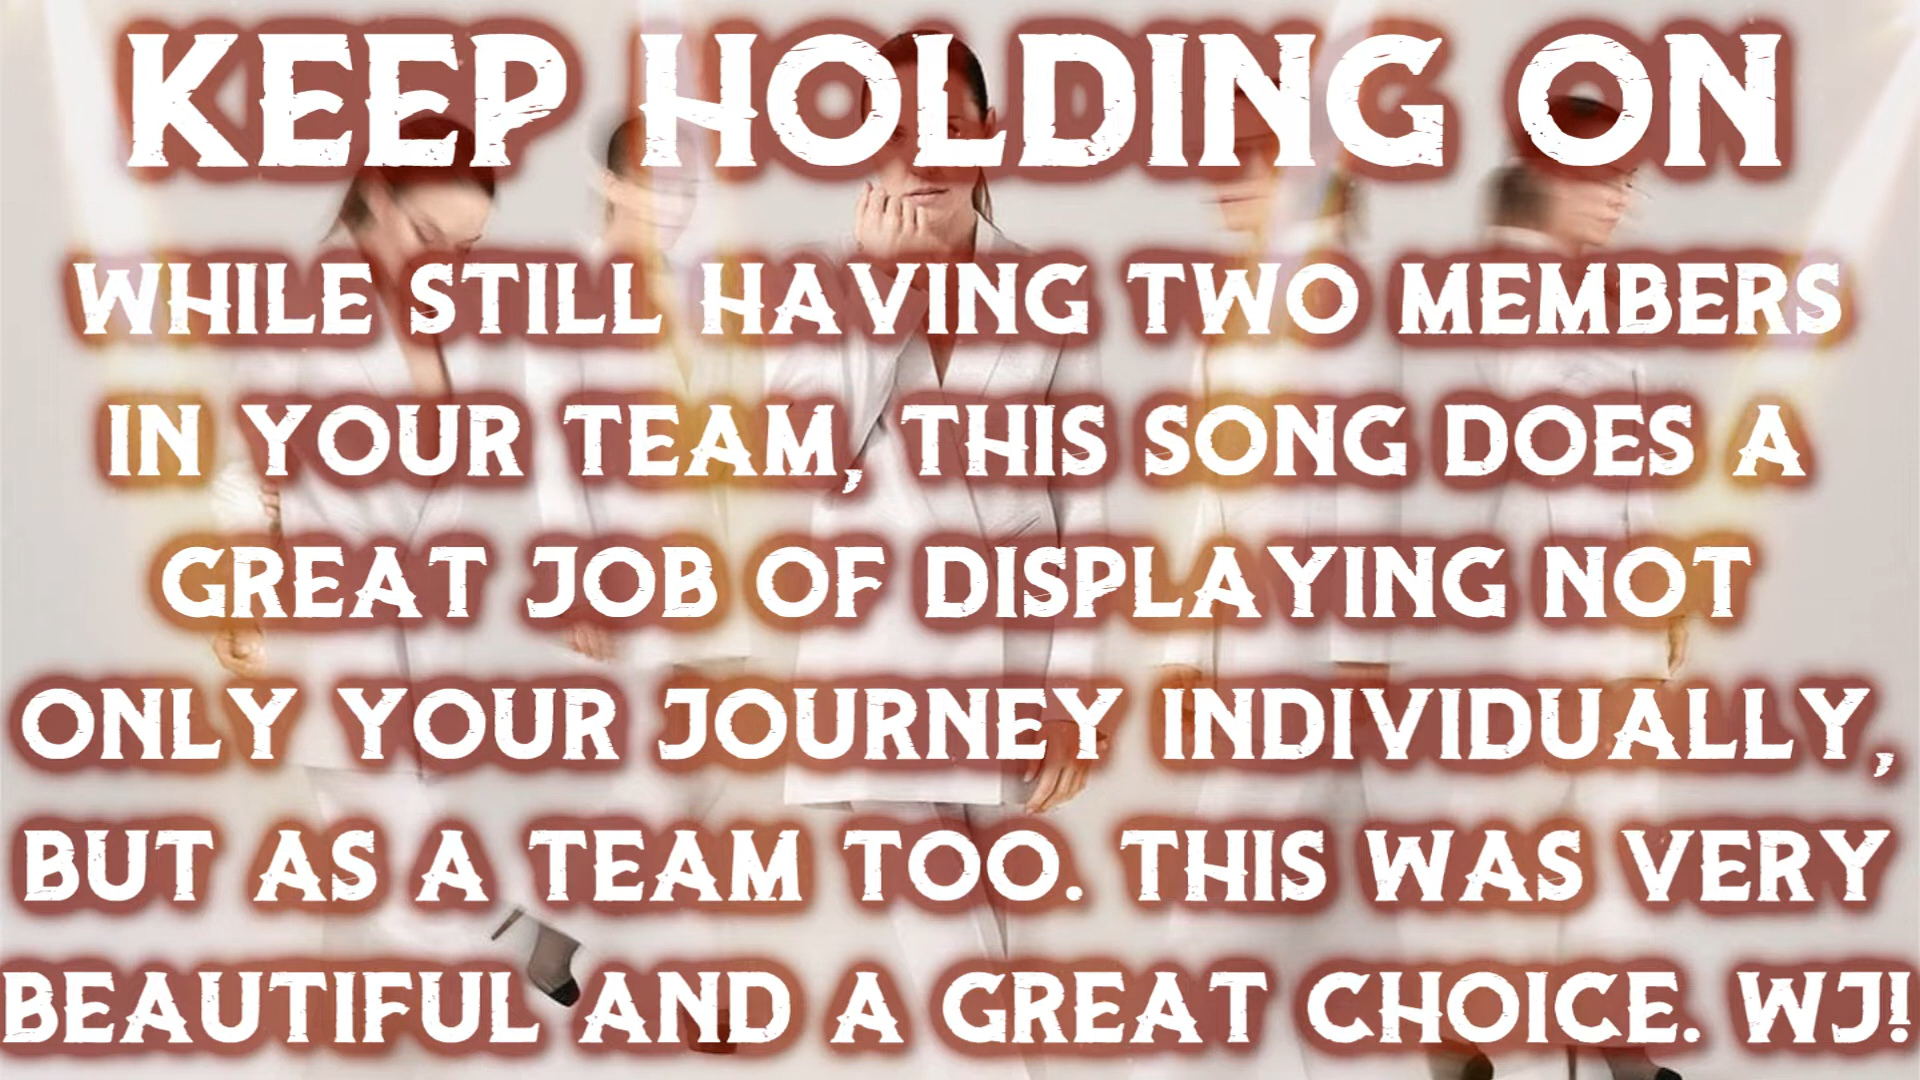 KEEP HOLDING ON
WHILE STILL HAVING TWO MEMBERS
IN YOUR TEAM, THIS SONG DOES A
GREAT JOB OF DISPLAYING NOT
ONLY YOUR JOURNEY INDIVIDUALLY,
BUT AS A TEAM TOO. THIS WAS VERY
BEAUTIFUL AND A GREAT CHOICE. WJ!